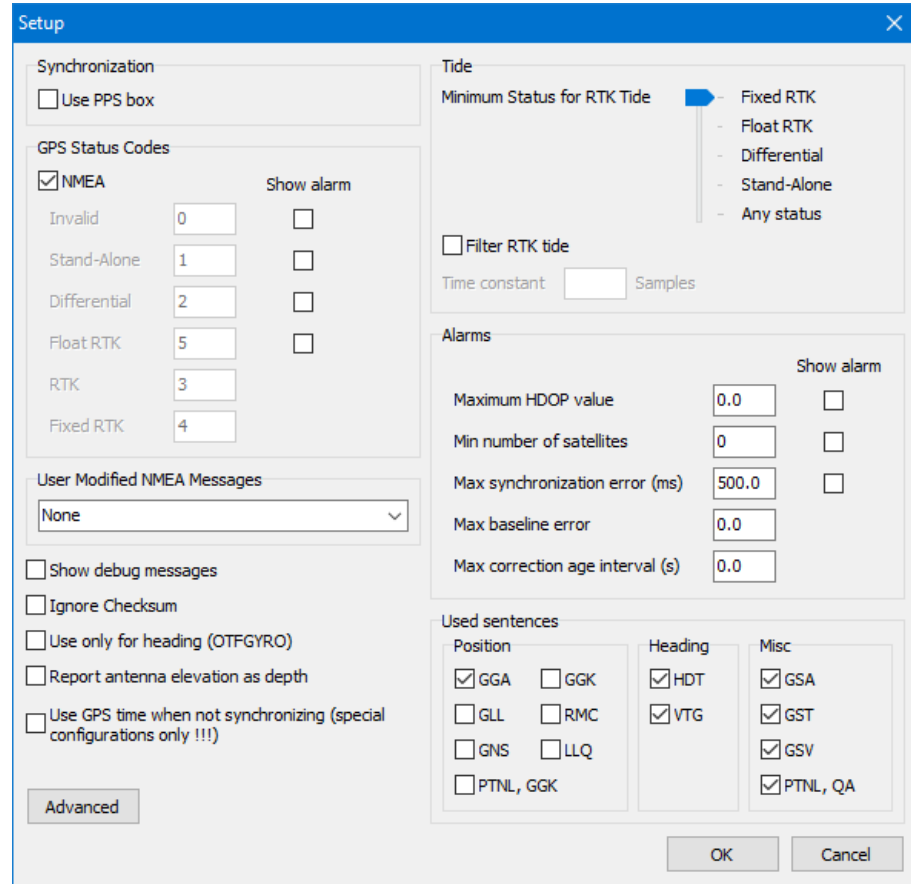 Setup
Synchronization
Use PPS box
GPS Status Codes
NMEA
Show alarm
Invalid 0
Stand-Alone 1
Differential 2
Float RTK 5
RTK 3
Fixed RTK 4
User Modified NMEA Messages
None
Show debug messages
Ignore Checksum
Use only for heading (OTFGYRO)
Report antenna elevation as depth
Use GPS time when not synchronizing (special
configurations only !!!)
Advanced
Tide
Minimum Status for RTK Tide
Fixed RTK
Float RTK
Differential
Stand-Alone
Any status
Filter RTK tide
Time constant Samples
Alarms
Show alarm
Maximum HDOP value 0.0
Min number of satellites 0
Max synchronization error (ms) 500.0
Max baseline error 0.0
Max correction age interval (s) 0.0
Used sentences
Position
GGA GGK
GLL RMC
GNS LLQ
PTNL, GGK
Heading
HDT
VTG
Misc
GSA
GST
GSV
PTNL, QA
OK Cancel